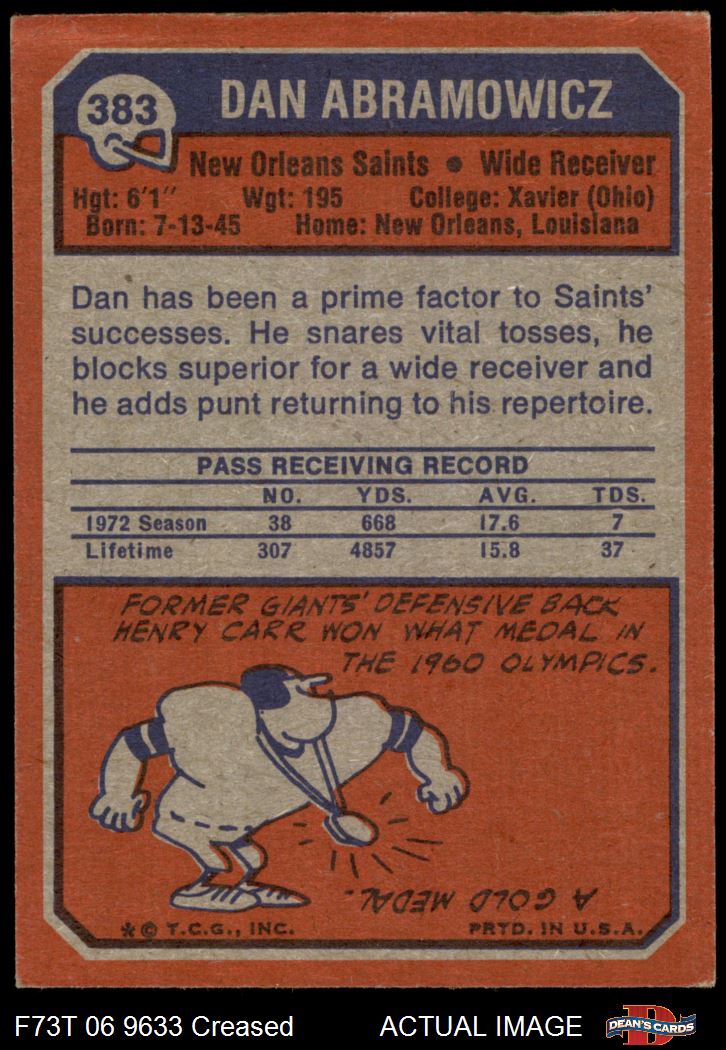 383
DAN ABRAMOWICZ
New Orleans Saints • Wide Receiver
Hgt: 6'1" Wgt: 195 College: Xavier (Ohio)
Born: 7-13-45 Home: New Orleans, Louisiana
Dan has been a prime factor to Saints'
successes. He snares vital tosses, he
blocks superior for a wide receiver and
he adds punt returning to his repertoire.
PASS RECEIVING RECORD
NO. YDS. AVG. TDS.
1972 Season 38 668 17.6 7
Lifetime 307 4857 15.8 37
FORMER GIANTS' DEFENSIVE BACK
HENRY CARR WON WHAT MEDAL IN
THE 1960 OLYMPICS.
A GOLD MEDAL.
*© T.C.G., INC. PRTD. IN U.S.A.
F73T 06 9633 Creased ACTUAL IMAGE
D
DEAN'S CARDS